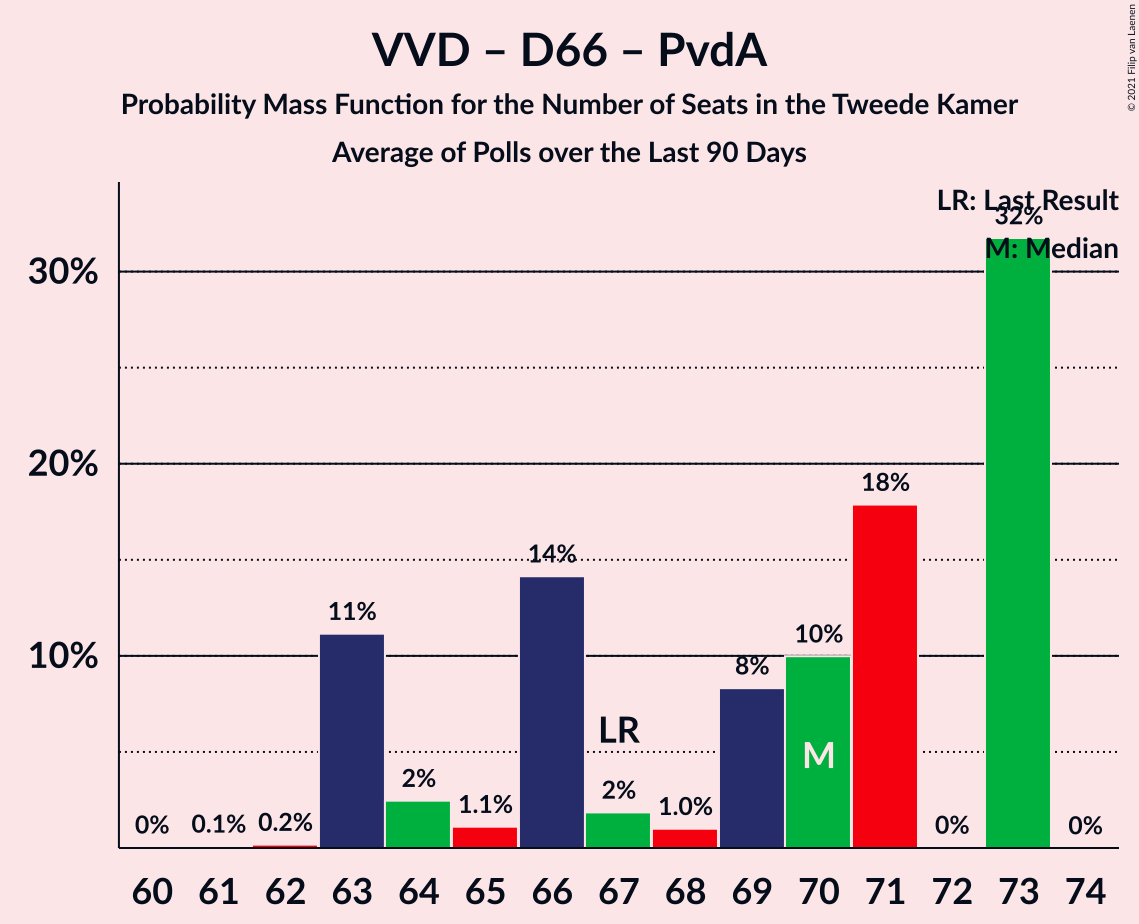 VVD – D66 – PvdA
Probability Mass Function for the Number of Seats in the Tweede Kamer
Average of Polls over the Last 90 Days
© 2021 Filip van Laenen
LR: Last Result
M: Median
30%
20%
10%
0%
0.1%
0.2%
11%
2%
1.1%
14%
2%
1.0%
8%
10%
18%
0%
32%
0%
LR
M
60 61 62 63 64 65 66 67 68 69 70 71 72 73 74